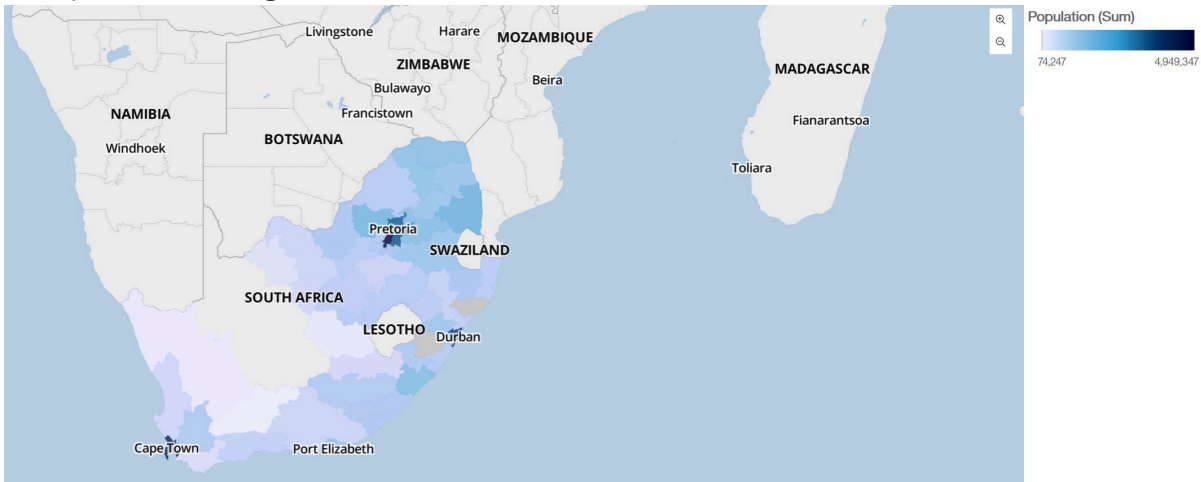 Population (Sum)
74,247
4,949,347
Livingstone
Harare
MOZAMBIQUE
ZIMBABWE
MADAGASCAR
Bulawayo
Beira
NAMIBIA
Francistown
Fianarantsoa
BOTSWANA
Windhoek
Toliara
Pretoria
SWAZILAND
SOUTH AFRICA
LESOTHO
Durban
Cape Town
Port Elizabeth